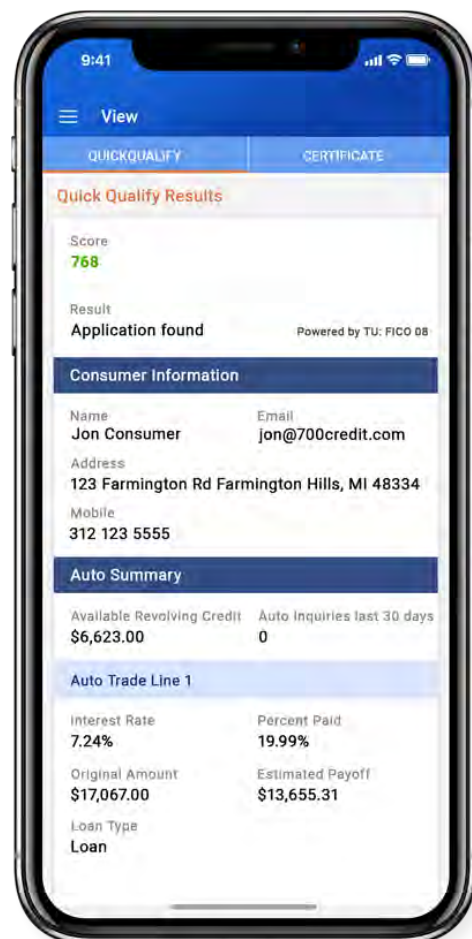 9:41
View
QUICKQUALIFY CERTIFICATE
Quick Qualify Results
Score
768
Result
Application found Powered by TU: FICO 08
Consumer Information
Name Email
Jon Consumer jon@700credit.com
Address
123 Farmington Rd Farmington Hills, MI 48334
Mobile
312 123 5555
Auto Summary
Available Revolving Credit Auto Inquiries last 30 days
$6,623.00 0
Auto Trade Line 1
Interest Rate Percent Paid
7.24% 19.99%
Original Amount Estimated Payoff
$17,067.00 $13,655.31
Loan Type
Loan